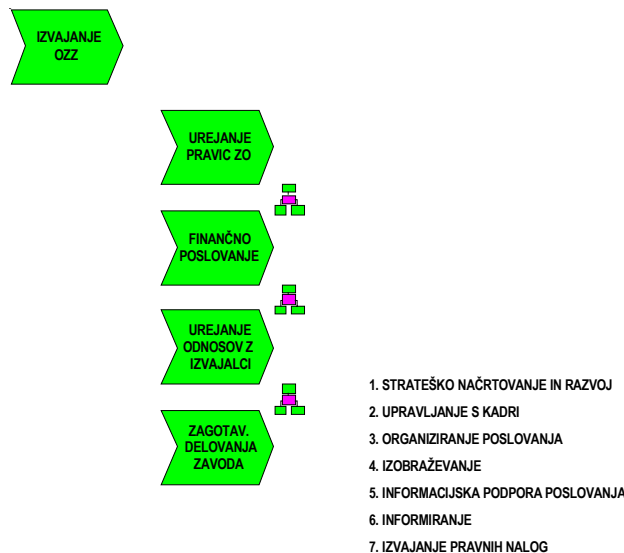 IZVAJANJE
OZZ
UREJANJE
PRAVIC ZO
FINANČNO
POSLOVANJE
UREJANJE
ODNOSOV Z
IZVAJALCI
ZAGOTAV.
DELOVANJA
ZAVODA
1. STRATEŠKO NAČRTOVANJE IN RAZVOJ
2. UPRAVLJANJE S KADRI
3. ORGANIZIRANJE POSLOVANJA
4. IZOBRAŽEVANJE
5. INFORMACIJSKA PODPORA POSLOVANJA
6. INFORMIRANJE
7. IZVAJANJE PRAVNIH NALOG